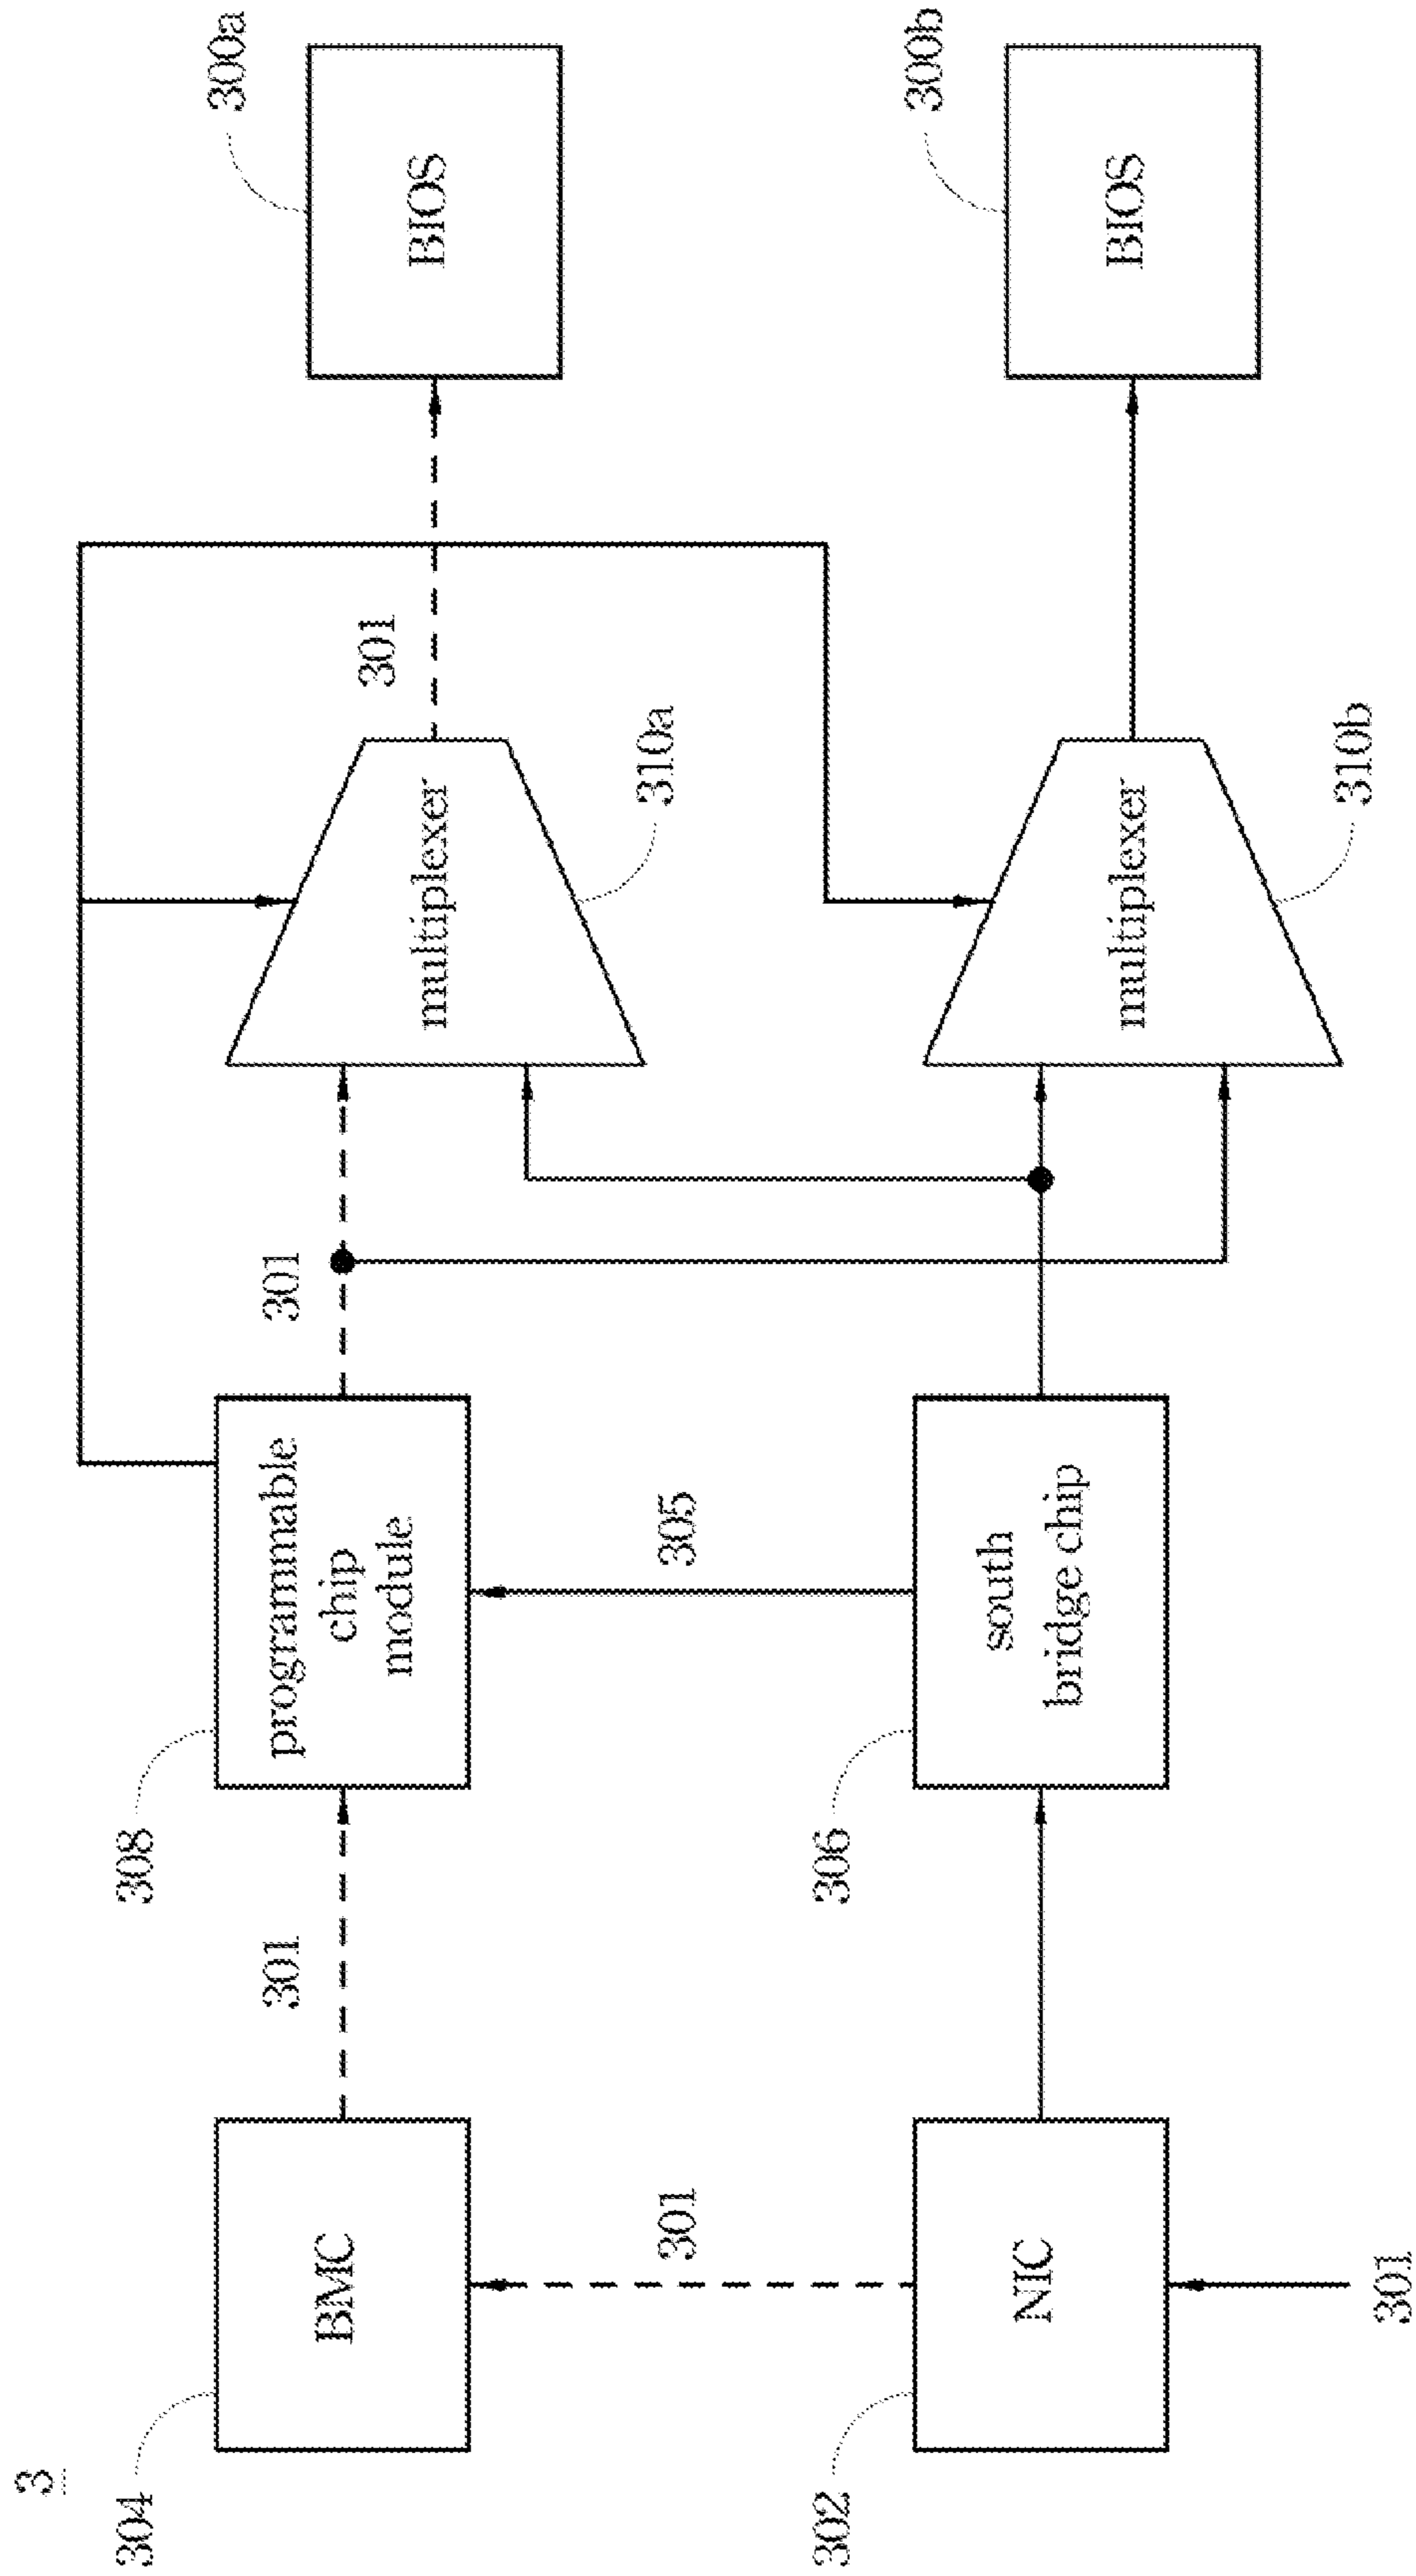 3
304
BMC
301
308
programmable
chip
module
301
310a
multiplexer
301
300a
BIOS
301
305
302
NIC
306
south
bridge chip
310b
multiplexer
300b
BIOS
301